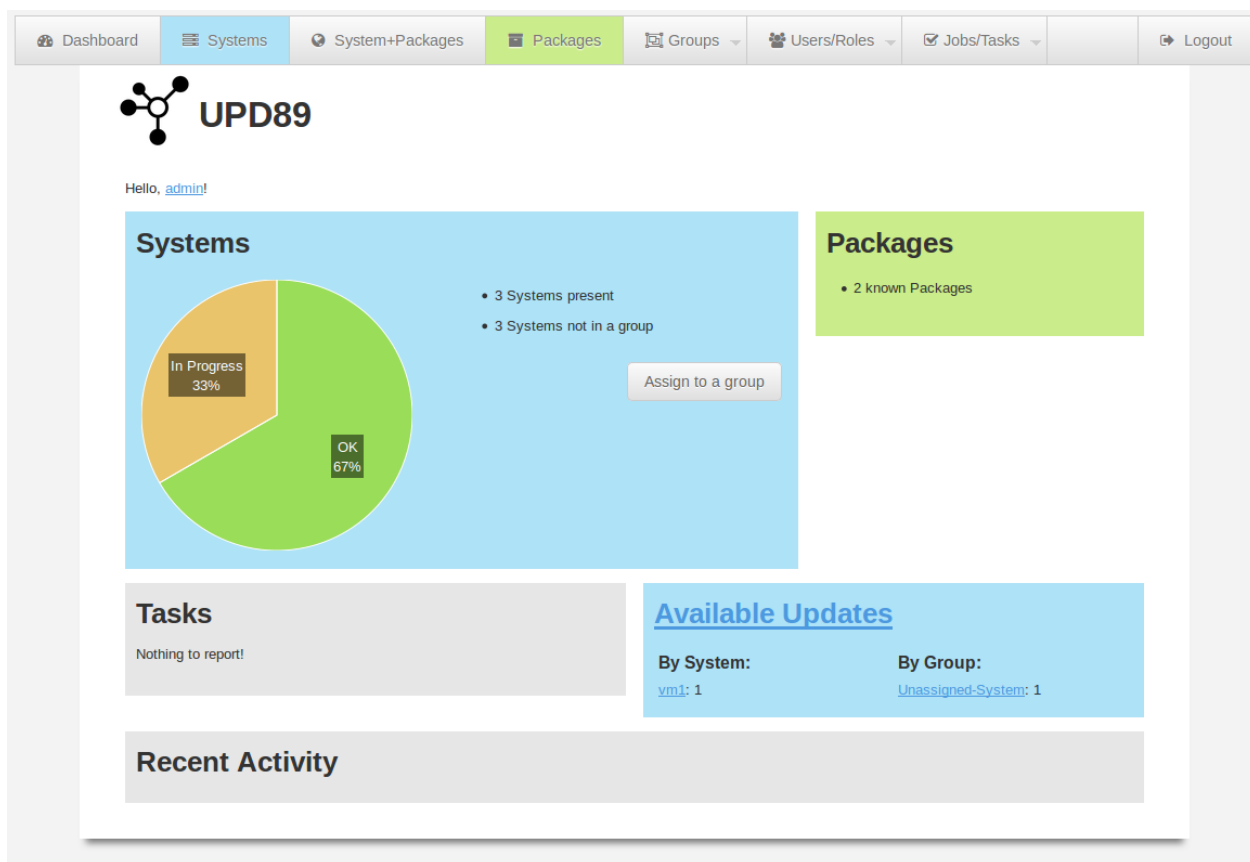 Dashboard Systems System+Packages Packages Groups Users/Roles Jobs/Tasks Logout
UPD89
Hello, admin!
Systems
3 Systems present
3 Systems not in a group
Assign to a group
In Progress
33%
OK
67%
Packages
2 known Packages
Tasks
Nothing to report!
Available Updates
By System:
vm1: 1
By Group:
Unassigned-System: 1
Recent Activity